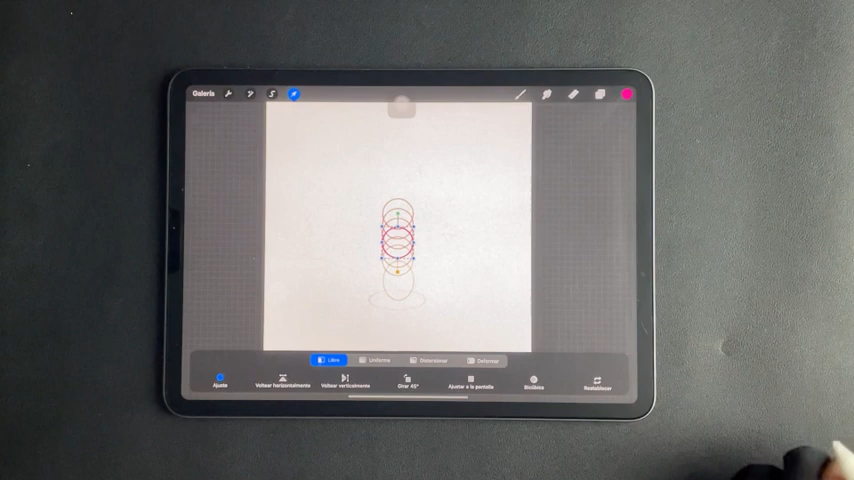 Galería
Libre
Uniforme
Distorsionar
Deformar
Ajuste
Voltear horizontalmente
Voltear verticalmente
Girar 45°
Ajustar a la pantalla
Bicúbica
Restablecer